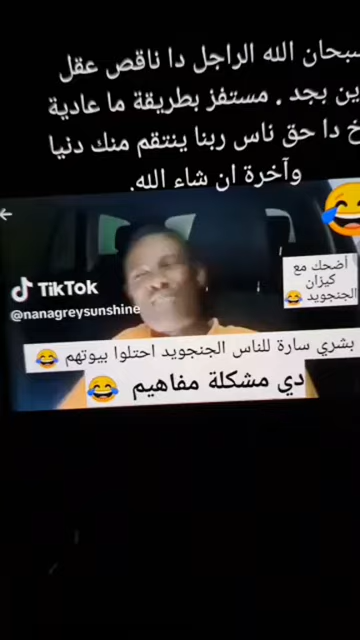 سبحان الله الراجل دا ناقص عقل
دين بجد . مستفز بطريقة ما عادية
دا حق ناس ربنا ينتقم منك دنيا
وآخرة ان شاء الله.
TikTok
@nanagreysunshine
أضحك مع
كيزان
الجنجويد 😂
بشري سارة للناس الجنجويد احتلوا بيوتهم 😂
دي مشكلة مفاهيم 😂